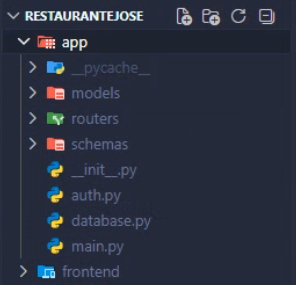 RESTAURANTEJOSE
app
__pycache__
models
routers
schemas
__init__.py
auth.py
database.py
main.py
frontend